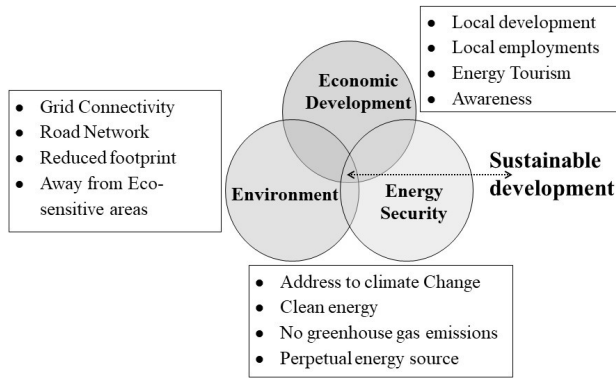 ● Local development
● Local employments
● Energy Tourism
● Awareness
Economic
Development
● Grid Connectivity
● Road Network
● Reduced footprint
● Away from Eco-
sensitive areas
Environment
Energy
Security
Sustainable
development
● Address to climate Change
● Clean energy
● No greenhouse gas emissions
● Perpetual energy source